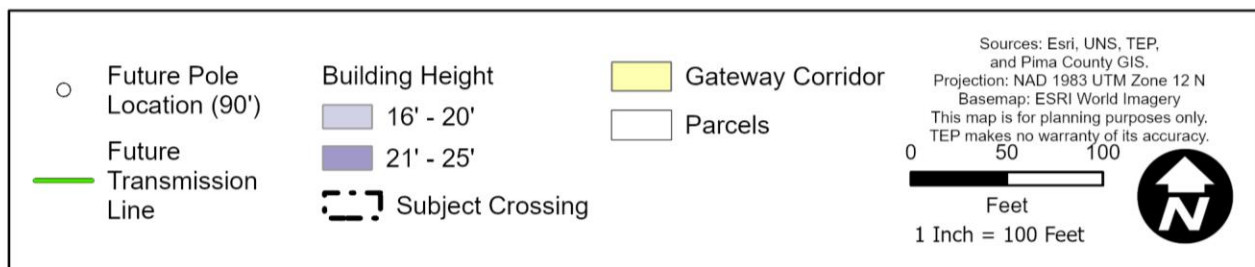 Future Pole
Location (90')
Future
Transmission
Line
Building Height
16' - 20'
21' - 25'
Subject Crossing
Gateway Corridor
Parcels
Sources: Esri, UNS, TEP,
and Pima County GIS.
Projection: NAD 1983 UTM Zone 12 N
Basemap: ESRI World Imagery
This map is for planning purposes only.
TEP makes no warranty of its accuracy.
0 50 100
Feet
1 Inch = 100 Feet
N